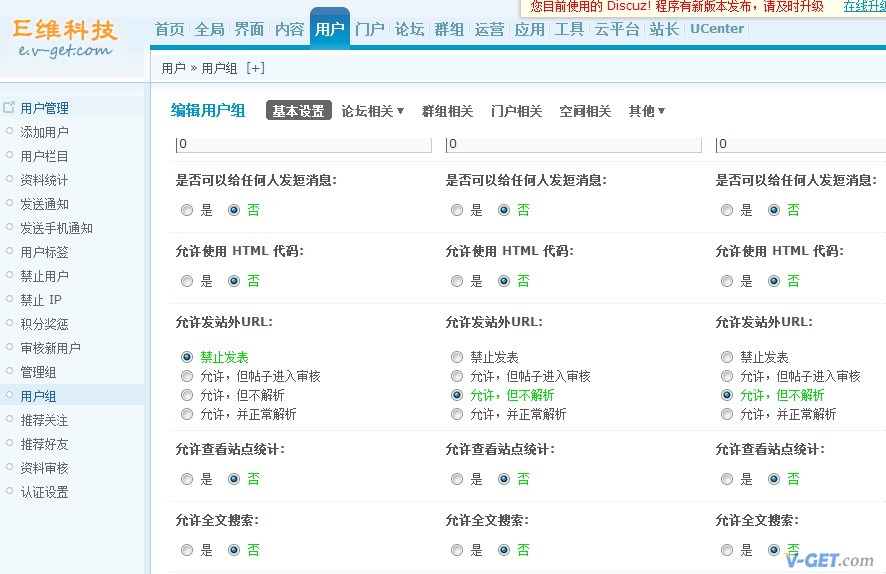 您目前使用的 Discuz! 程序有新版本发布，请及时升级 在线升级
巨维科技
e.v-get.com
首页 全局 界面 内容 用户 门户 论坛 群组 运营 应用 工具 云平台 站长 UCenter
用户 » 用户组 [+]
用户管理
添加用户
用户栏目
资料统计
发送通知
发送手机通知
用户标签
禁止用户
禁止 IP
积分奖惩
审核新用户
管理组
用户组
推荐关注
推荐好友
资料审核
认证设置
编辑用户组 基本设置 论坛相关▼ 群组相关 门户相关 空间相关 其他▼
0 0 0
是否可以给任何人发短消息: 是否可以给任何人发短消息: 是否可以给任何人发短消息:
是 否 是 否 是 否
允许使用 HTML 代码: 允许使用 HTML 代码: 允许使用 HTML 代码:
是 否 是 否 是 否
允许发站外URL: 允许发站外URL: 允许发站外URL:
禁止发表 禁止发表 禁止发表
允许，但帖子进入审核 允许，但帖子进入审核 允许，但帖子进入审核
允许，但不解析 允许，但不解析 允许，但不解析
允许，并正常解析 允许，并正常解析 允许，并正常解析
允许查看站点统计: 允许查看站点统计: 允许查看站点统计:
是 否 是 否 是 否
允许全文搜索: 允许全文搜索: 允许全文搜索:
是 否 是 否 是 否
V-GET.com